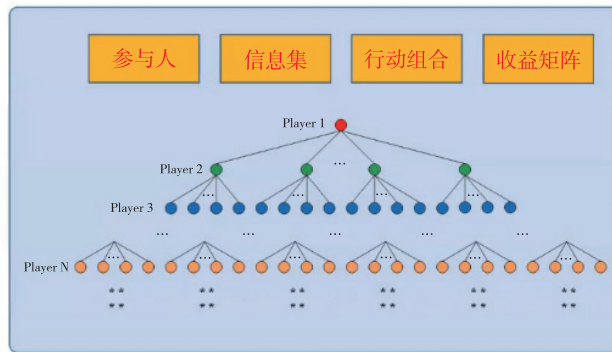 参与人 信息集 行动组合 收益矩阵
Player 1
...
Player 2
... ... ... ...
Player 3
... ... ... ... ...
Player N
... ... ... ... ... ...
** ** ** ** ** **
** ** ** ** ** **